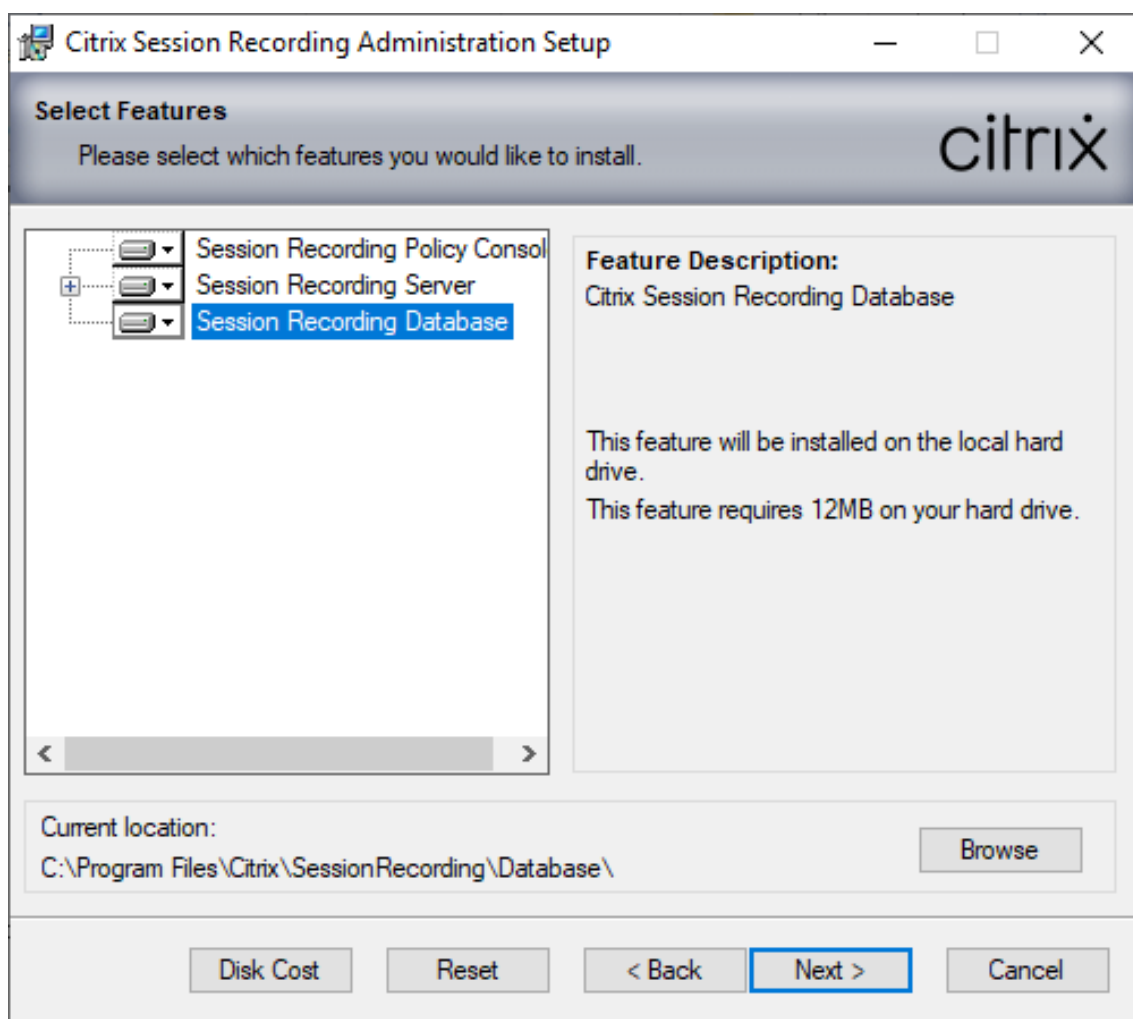 Citrix Session Recording Administration Setup
Select Features
Please select which features you would like to install.
citrix
Session Recording Policy Consol
Session Recording Server
Session Recording Database
Feature Description:
Citrix Session Recording Database
This feature will be installed on the local hard
drive.
This feature requires 12MB on your hard drive.
Current location:
C:\Program Files\Citrix\SessionRecording\Database\
Browse
Disk Cost
Reset
< Back
Next >
Cancel